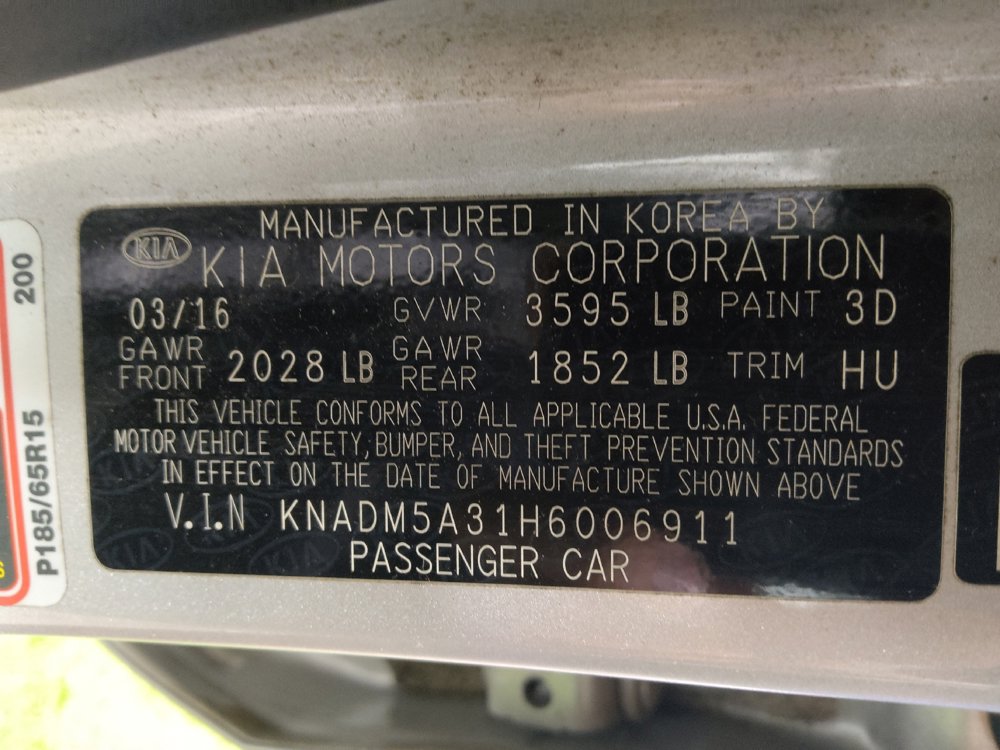 MANUFACTURED IN KOREA BY
KIA KIA MOTORS CORPORATION
03/16 GVWR 3595 LB PAINT 3D
GAWR FRONT 2028 LB GAWR REAR 1852 LB TRIM HU
THIS VEHICLE CONFORMS TO ALL APPLICABLE U.S.A. FEDERAL
MOTOR VEHICLE SAFETY, BUMPER, AND THEFT PREVENTION STANDARDS
IN EFFECT ON THE DATE OF MANUFACTURE SHOWN ABOVE
V.I.N KNADM5A31H6006911
PASSENGER CAR
P185/65R15 200